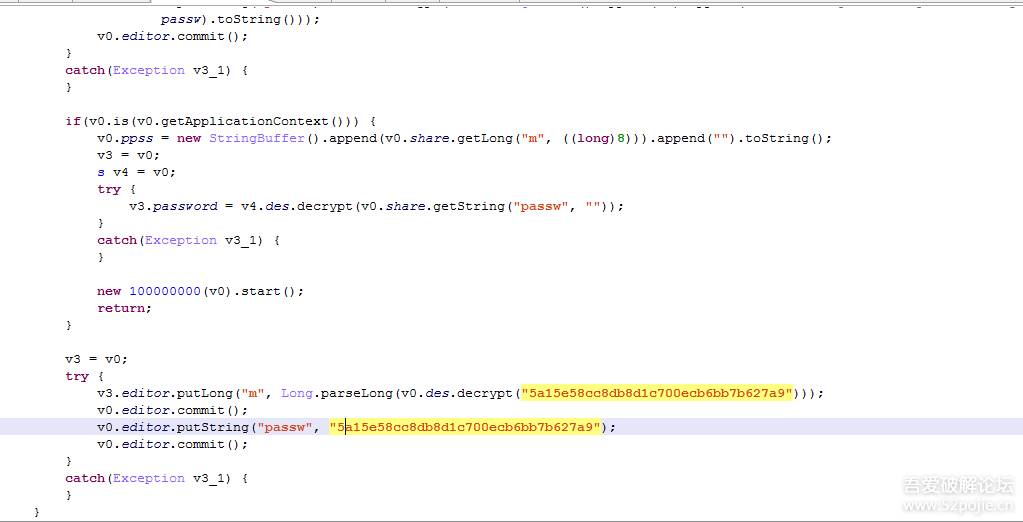 passw).toString()));
v0.editor.commit();
}
catch(Exception v3_1) {
}
if(v0.is(v0.getApplicationContext())) {
v0.ppss = new StringBuffer().append(v0.share.getLong("m", ((long)8))).append("").toString();
v3 = v0;
s v4 = v0;
try {
v3.password = v4.des.decrypt(v0.share.getString("passw", ""));
}
catch(Exception v3_1) {
}
new 100000000(v0).start();
return;
}
v3 = v0;
try {
v3.editor.putLong("m", Long.parseLong(v0.des.decrypt("5a15e58cc8db8d1c700ecb6bb7b627a9")));
v0.editor.commit();
v0.editor.putString("passw", "5a15e58cc8db8d1c700ecb6bb7b627a9");
v0.editor.commit();
}
catch(Exception v3_1) {
}
}
吾爱破解论坛
www.52pojie.cn